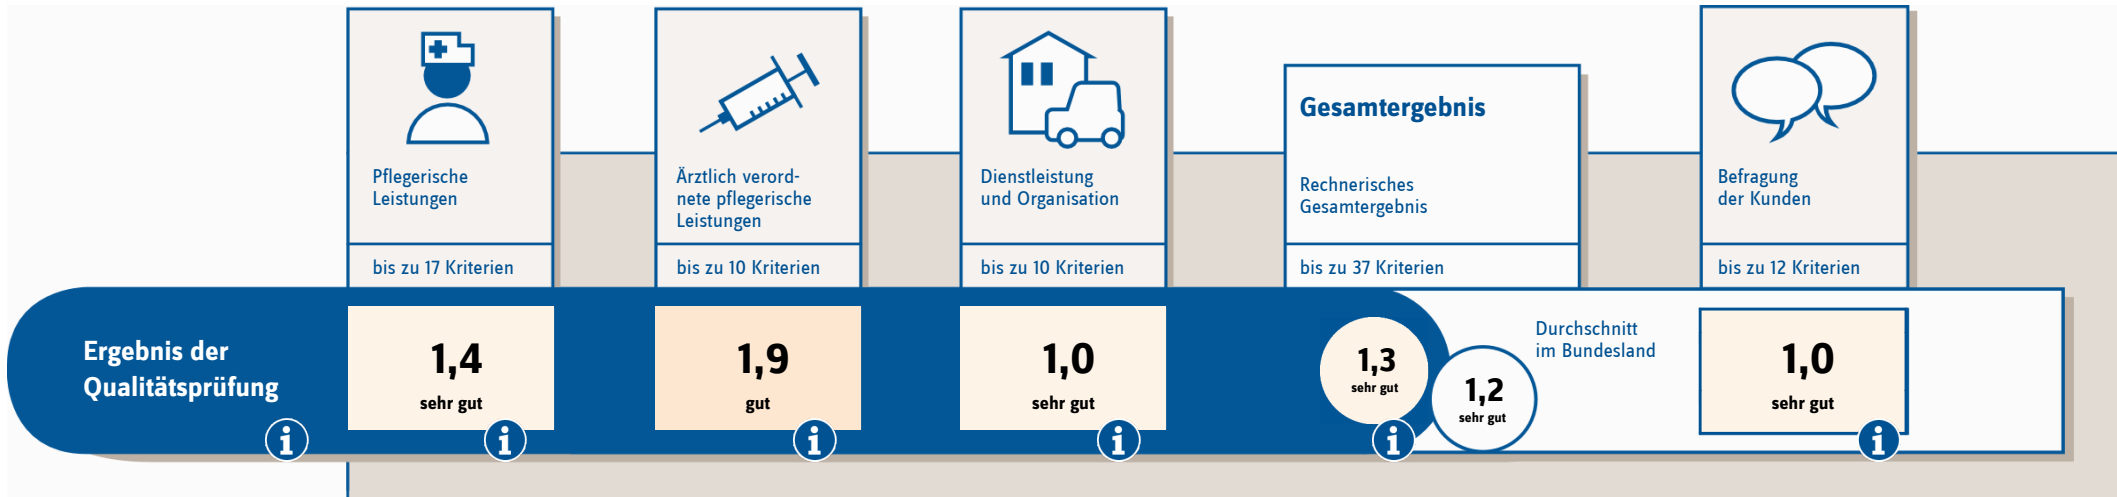 Pflegerische
Leistungen
bis zu 17 Kriterien
Ärztlich verord-
nete pflegerische
Leistungen
bis zu 10 Kriterien
Dienstleistung
und Organisation
bis zu 10 Kriterien
Gesamtergebnis
Rechnerisches
Gesamtergebnis
bis zu 37 Kriterien
Befragung
der Kunden
bis zu 12 Kriterien
Ergebnis der
Qualitätsprüfung
i
1,4
sehr gut
i
1,9
gut
i
1,0
sehr gut
i
1,3
sehr gut
i
1,2
sehr gut
Durchschnitt
im Bundesland
1,0
sehr gut
i